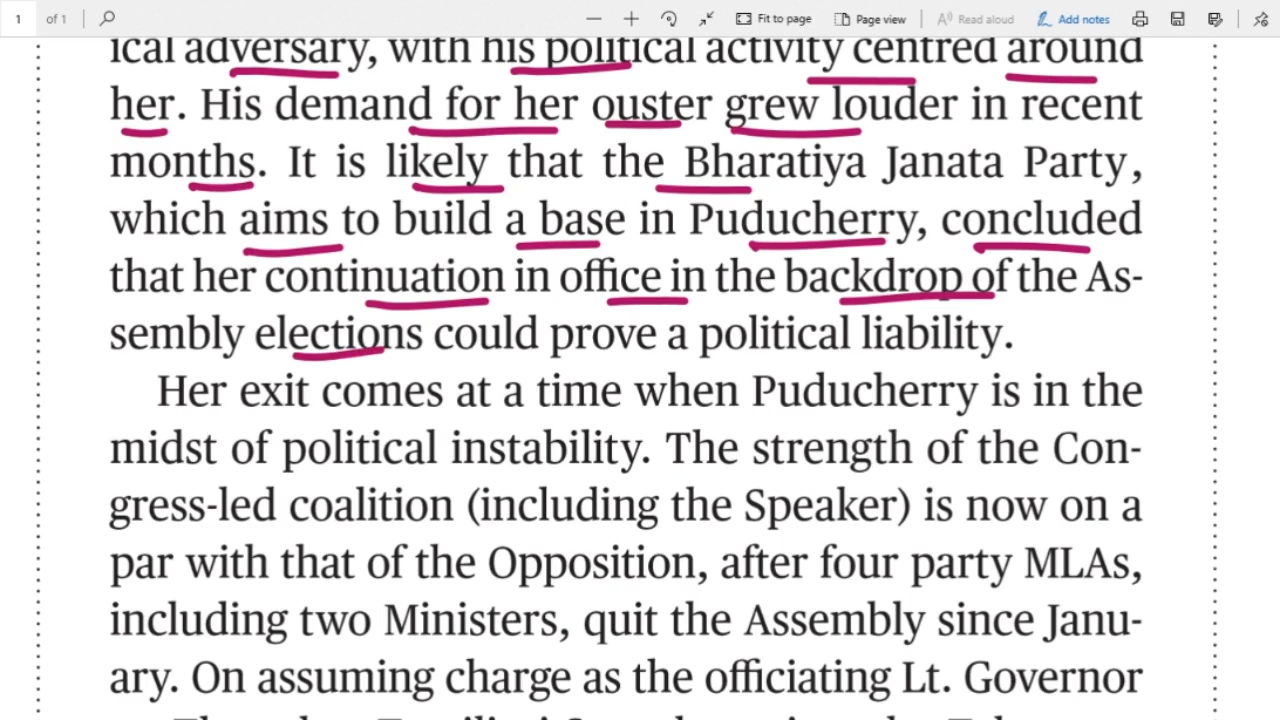 1 of 1 Fit to page Page view Read aloud Add notes
ical adversary, with his political activity centred around
her. His demand for her ouster grew louder in recent
months. It is likely that the Bharatiya Janata Party,
which aims to build a base in Puducherry, concluded
that her continuation in office in the backdrop of the As-
sembly elections could prove a political liability.
Her exit comes at a time when Puducherry is in the
midst of political instability. The strength of the Con-
gress-led coalition (including the Speaker) is now on a
par with that of the Opposition, after four party MLAs,
including two Ministers, quit the Assembly since Janu-
ary. On assuming charge as the officiating Lt. Governor